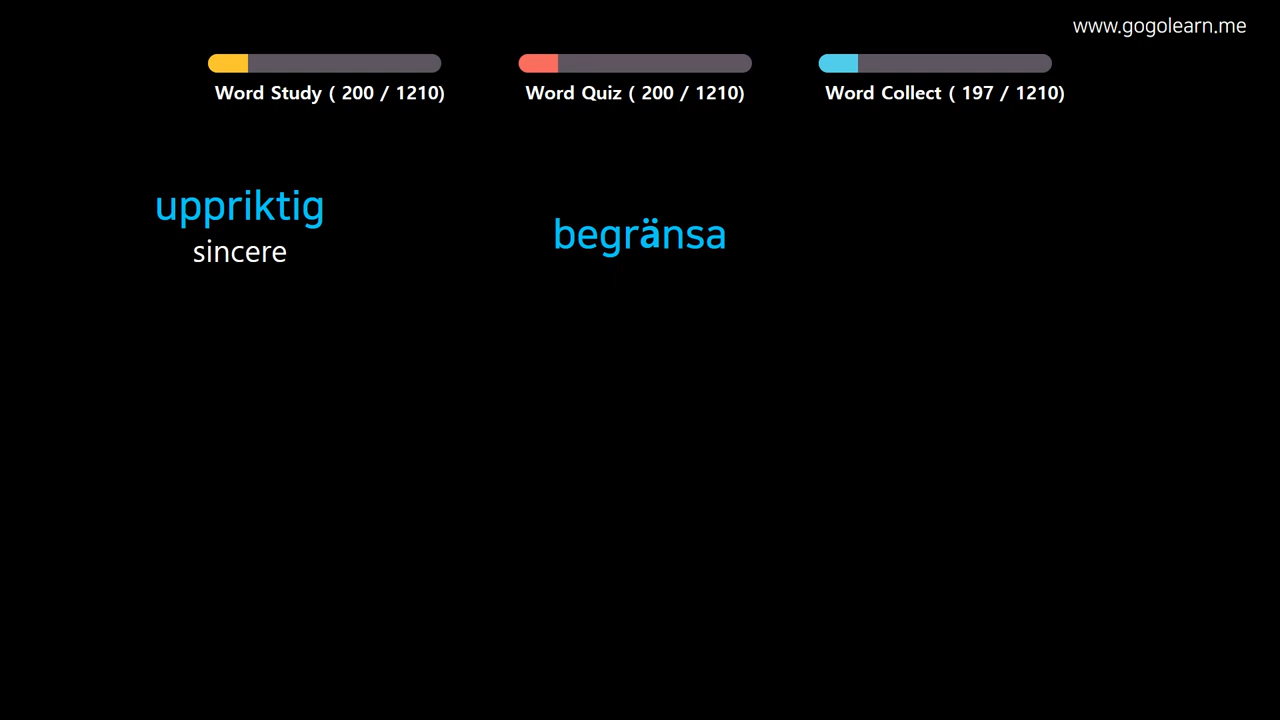 www.gogolearn.me
Word Study ( 200 / 1210)
Word Quiz ( 200 / 1210)
Word Collect ( 197 / 1210)
uppriktig
sincere
begränsa